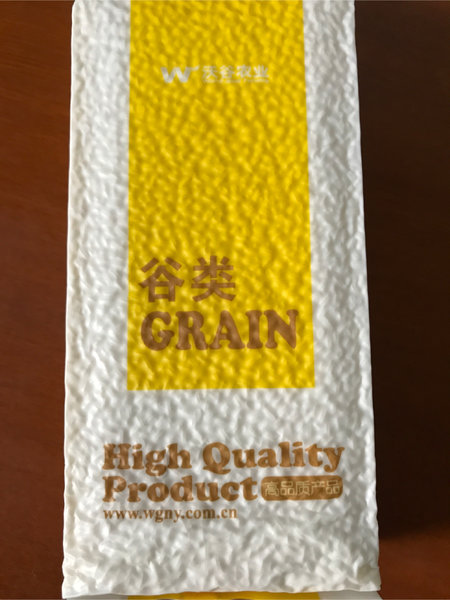 W 沃谷农业
谷类
GRAIN
High Quality
Product 高品质产品
www.wgny.com.cn